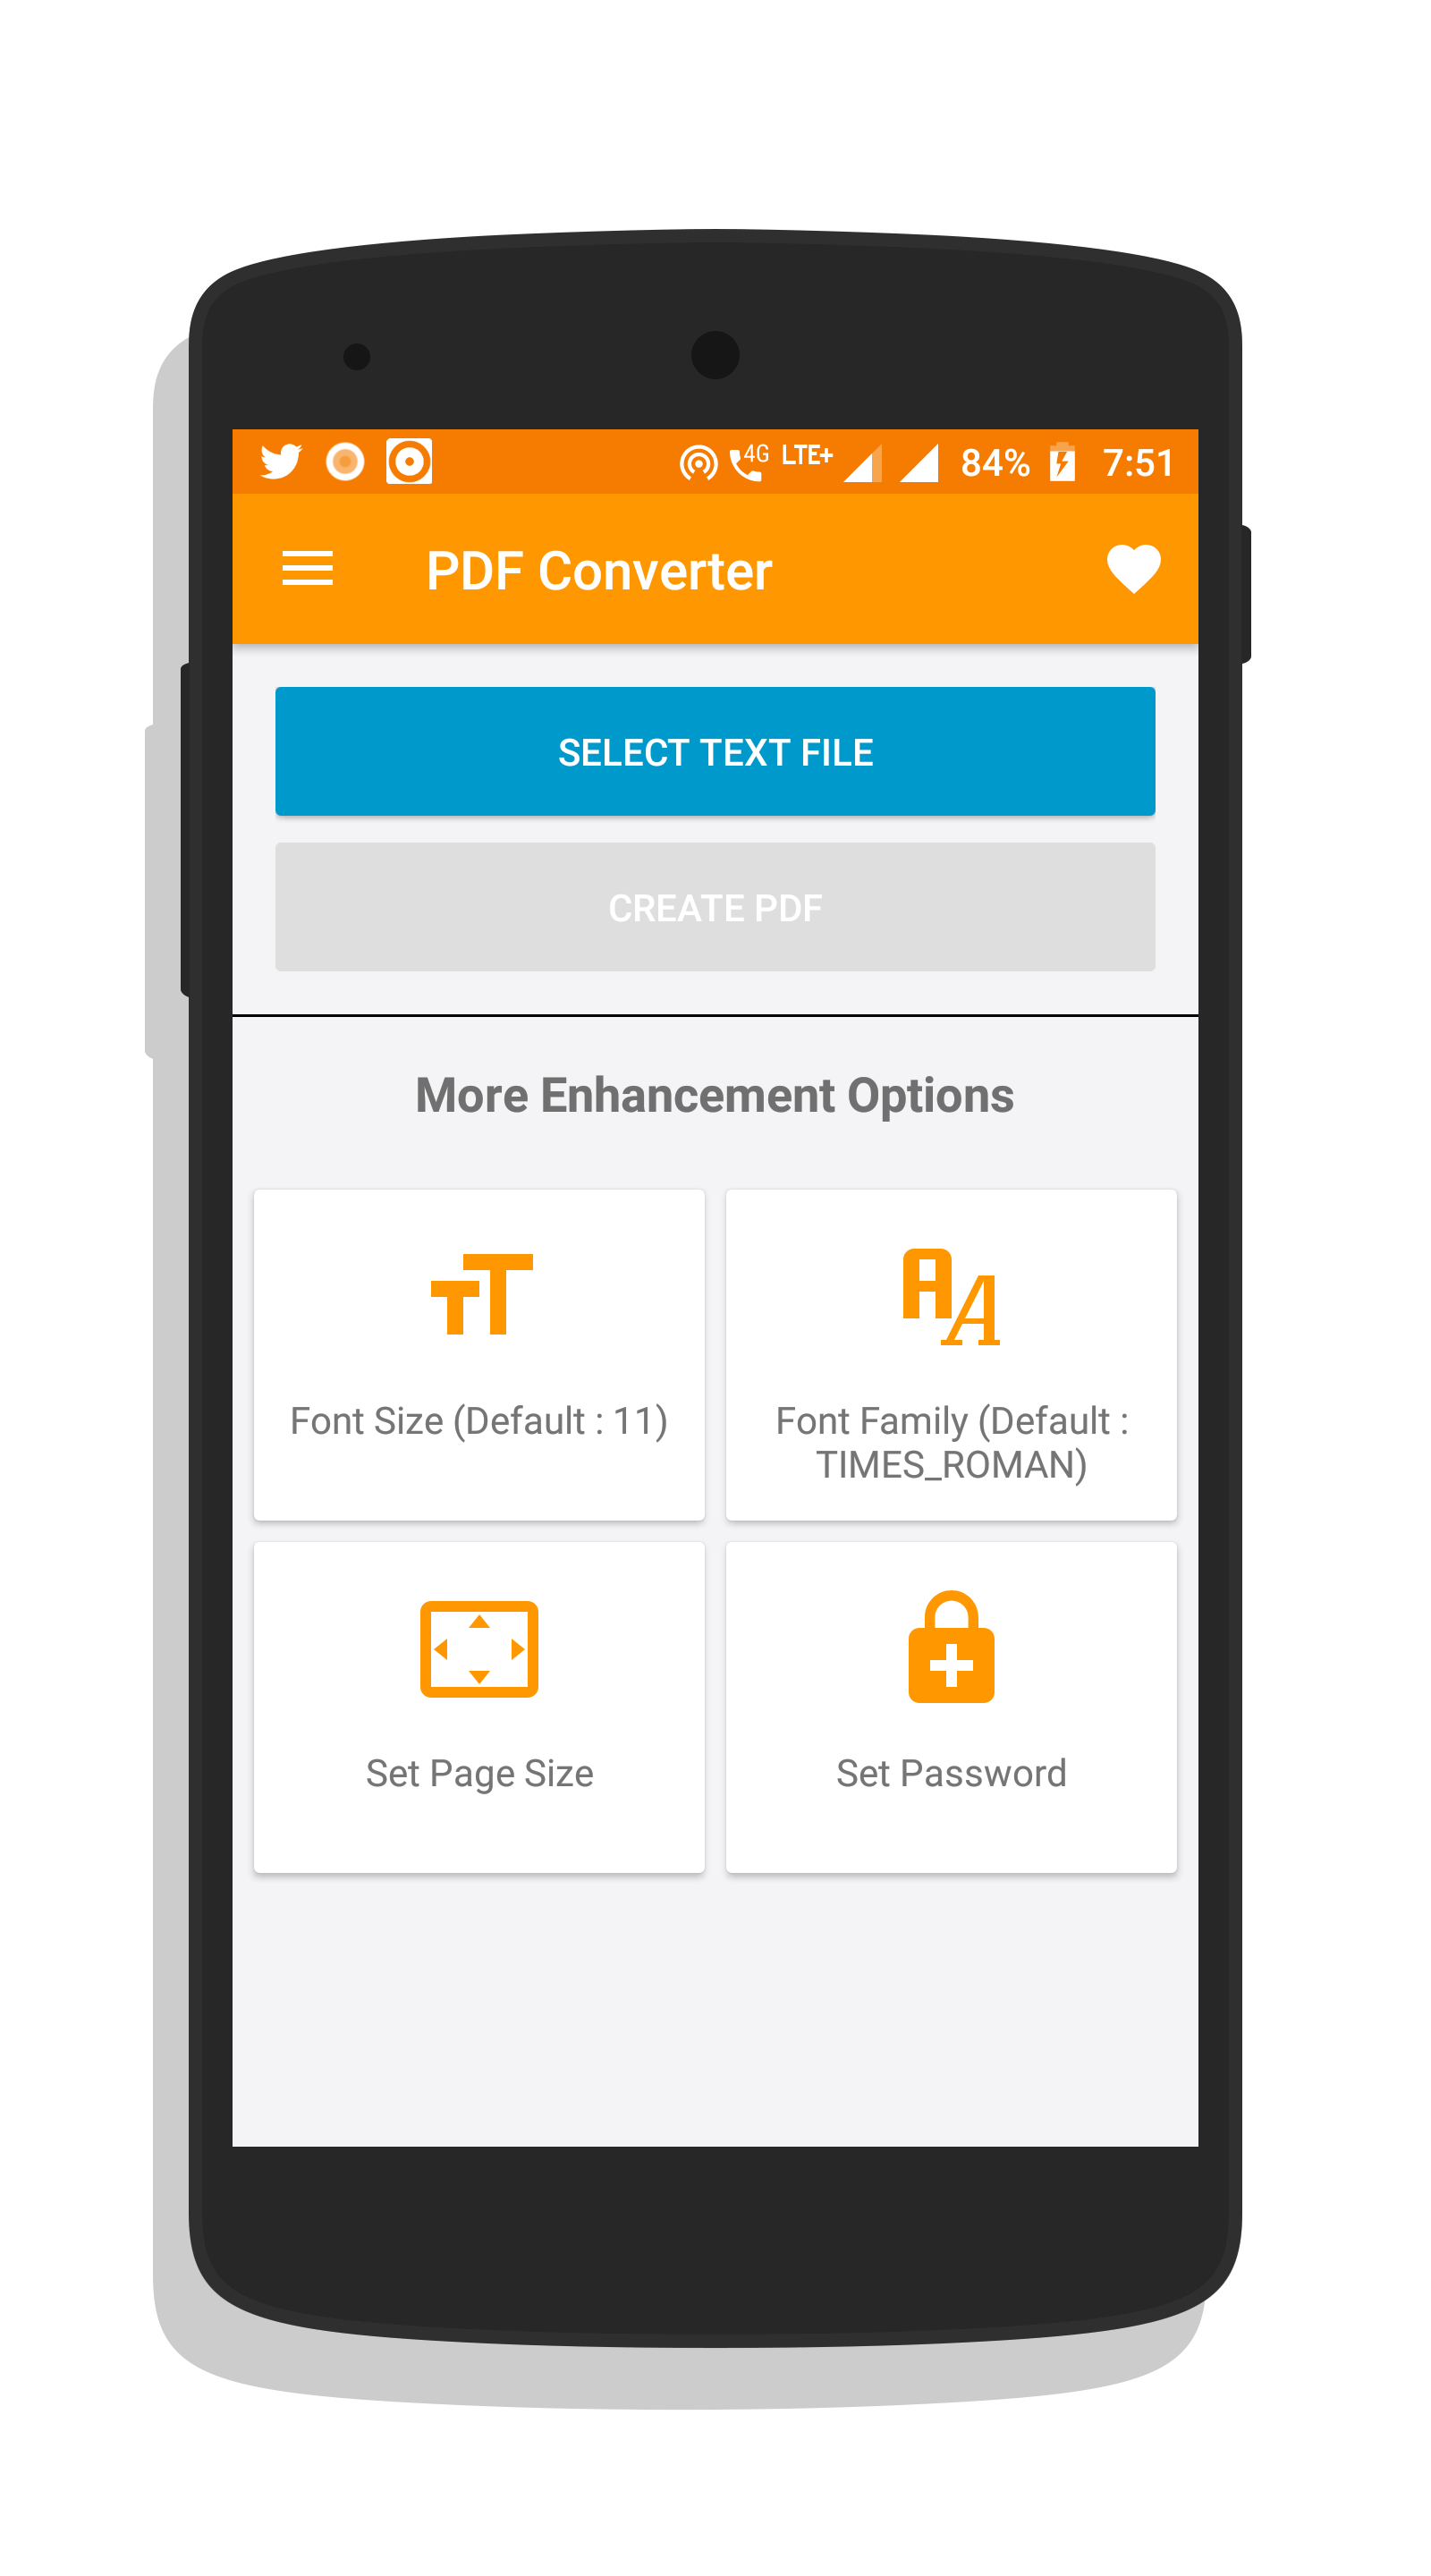 4G LTE+ 84% 7:51
PDF Converter
SELECT TEXT FILE
CREATE PDF
More Enhancement Options
Font Size (Default : 11)
Font Family (Default :
TIMES_ROMAN)
Set Page Size
Set Password